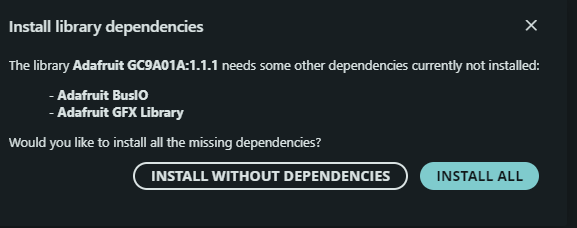 Install library dependencies
The library Adafruit GC9A01A:1.1.1 needs some other dependencies currently not installed:
- Adafruit BusIO
- Adafruit GFX Library
Would you like to install all the missing dependencies?
INSTALL WITHOUT DEPENDENCIES INSTALL ALL